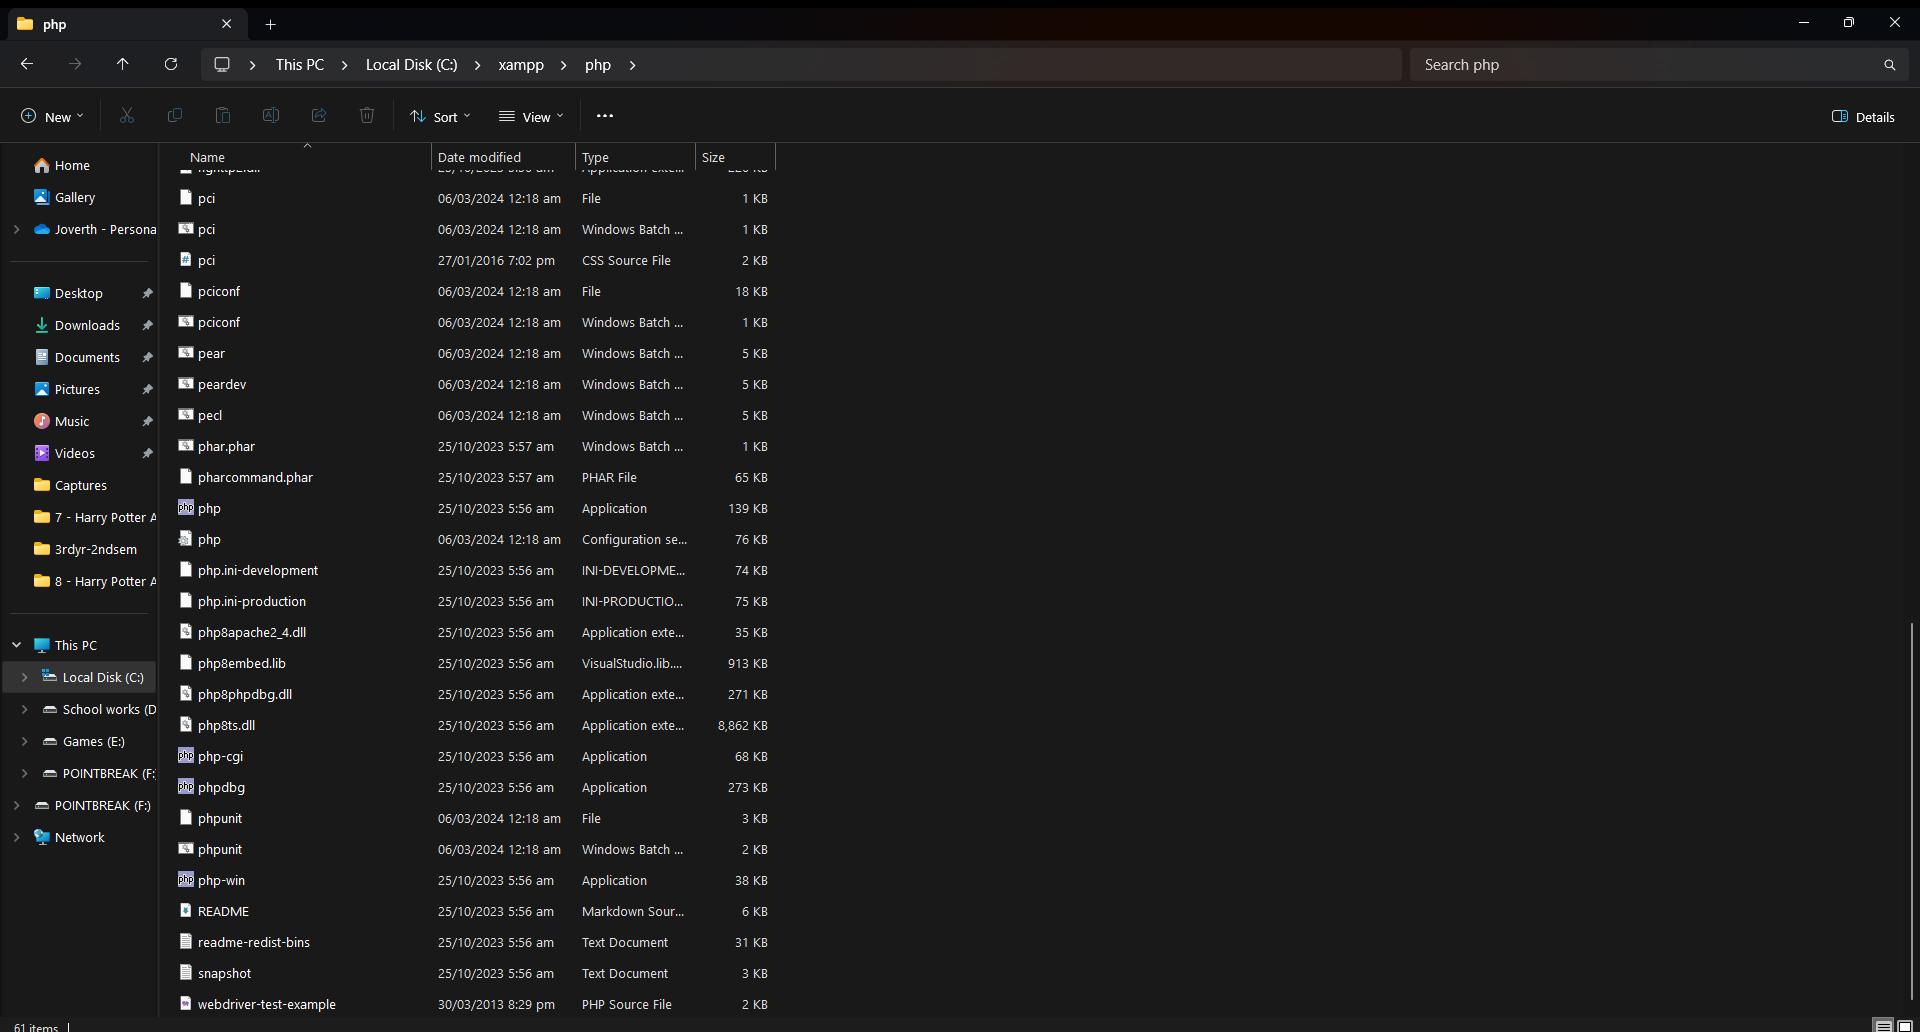 php
This PC > Local Disk (C:) > xampp > php >
Search php
New
Sort
View
Details
Home
Gallery
Joverth - Persona
Desktop
Downloads
Documents
Pictures
Music
Videos
Captures
7 - Harry Potter A
3rdyr-2ndsem
8 - Harry Potter A
This PC
Local Disk (C:)
School works (D
Games (E:)
POINTBREAK (F:
POINTBREAK (F:)
Network
Name Date modified Type Size
pci 06/03/2024 12:18 am File 1 KB
pci 06/03/2024 12:18 am Windows Batch ... 1 KB
pci 27/01/2016 7:02 pm CSS Source File 2 KB
pciconf 06/03/2024 12:18 am File 18 KB
pciconf 06/03/2024 12:18 am Windows Batch ... 1 KB
pear 06/03/2024 12:18 am Windows Batch ... 5 KB
peardev 06/03/2024 12:18 am Windows Batch ... 5 KB
pecl 06/03/2024 12:18 am Windows Batch ... 5 KB
phar.phar 25/10/2023 5:57 am Windows Batch ... 1 KB
pharcommand.phar 25/10/2023 5:57 am PHAR File 65 KB
php php 25/10/2023 5:56 am Application 139 KB
php 06/03/2024 12:18 am Configuration se... 76 KB
php.ini-development 25/10/2023 5:56 am INI-DEVELOPME... 74 KB
php.ini-production 25/10/2023 5:56 am INI-PRODUCTIO... 75 KB
php8apache2_4.dll 25/10/2023 5:56 am Application exte... 35 KB
php8embed.lib 25/10/2023 5:56 am VisualStudio.lib.... 913 KB
php8phpdbg.dll 25/10/2023 5:56 am Application exte... 271 KB
php8ts.dll 25/10/2023 5:56 am Application exte... 8,862 KB
php php-cgi 25/10/2023 5:56 am Application 68 KB
php phpdbg 25/10/2023 5:56 am Application 273 KB
phpunit 06/03/2024 12:18 am File 3 KB
phpunit 06/03/2024 12:18 am Windows Batch ... 2 KB
php php-win 25/10/2023 5:56 am Application 38 KB
README 25/10/2023 5:56 am Markdown Sour... 6 KB
readme-redist-bins 25/10/2023 5:56 am Text Document 31 KB
snapshot 25/10/2023 5:56 am Text Document 3 KB
webdriver-test-example 30/03/2013 8:29 pm PHP Source File 2 KB
61 items